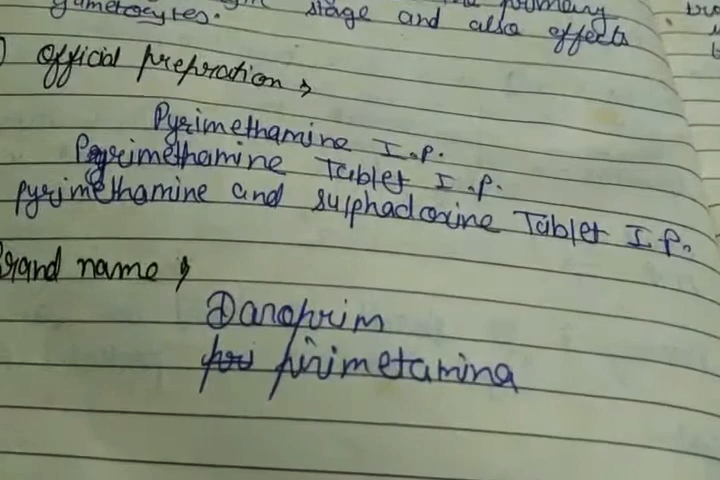 gametocytes. stage and also effects
official prepration →
Pyrimethamine I.P.
Pyrimethamine Tablet I.P.
Pyrimethamine and sulphadoxine Tablet I.P.
Brand name
Daraprim
pirimetamina